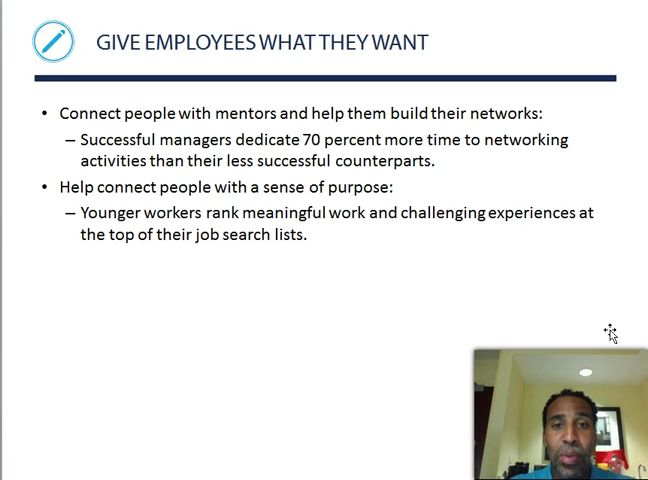 GIVE EMPLOYEES WHAT THEY WANT
• Connect people with mentors and help them build their networks:
– Successful managers dedicate 70 percent more time to networking
activities than their less successful counterparts.
• Help connect people with a sense of purpose:
– Younger workers rank meaningful work and challenging experiences at
the top of their job search lists.